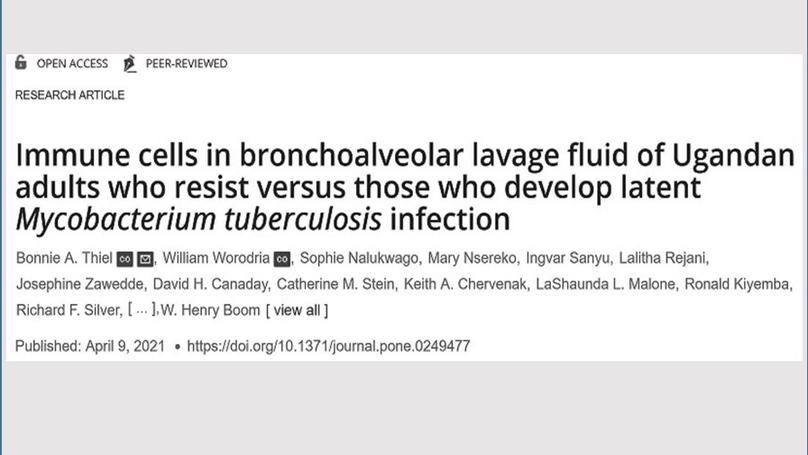 OPEN ACCESS PEER-REVIEWED
RESEARCH ARTICLE
Immune cells in bronchoalveolar lavage fluid of Ugandan
adults who resist versus those who develop latent
Mycobacterium tuberculosis infection
Bonnie A. Thiel co, William Worodria co, Sophie Nalukwago, Mary Nsereko, Ingvar Sanyu, Lalitha Rejani,
Josephine Zawedde, David H. Canaday, Catherine M. Stein, Keith A. Chervenak, LaShaunda L. Malone, Ronald Kiyemba,
Richard F. Silver, [ ... ], W. Henry Boom [ view all ]
Published: April 9, 2021 • https://doi.org/10.1371/journal.pone.0249477